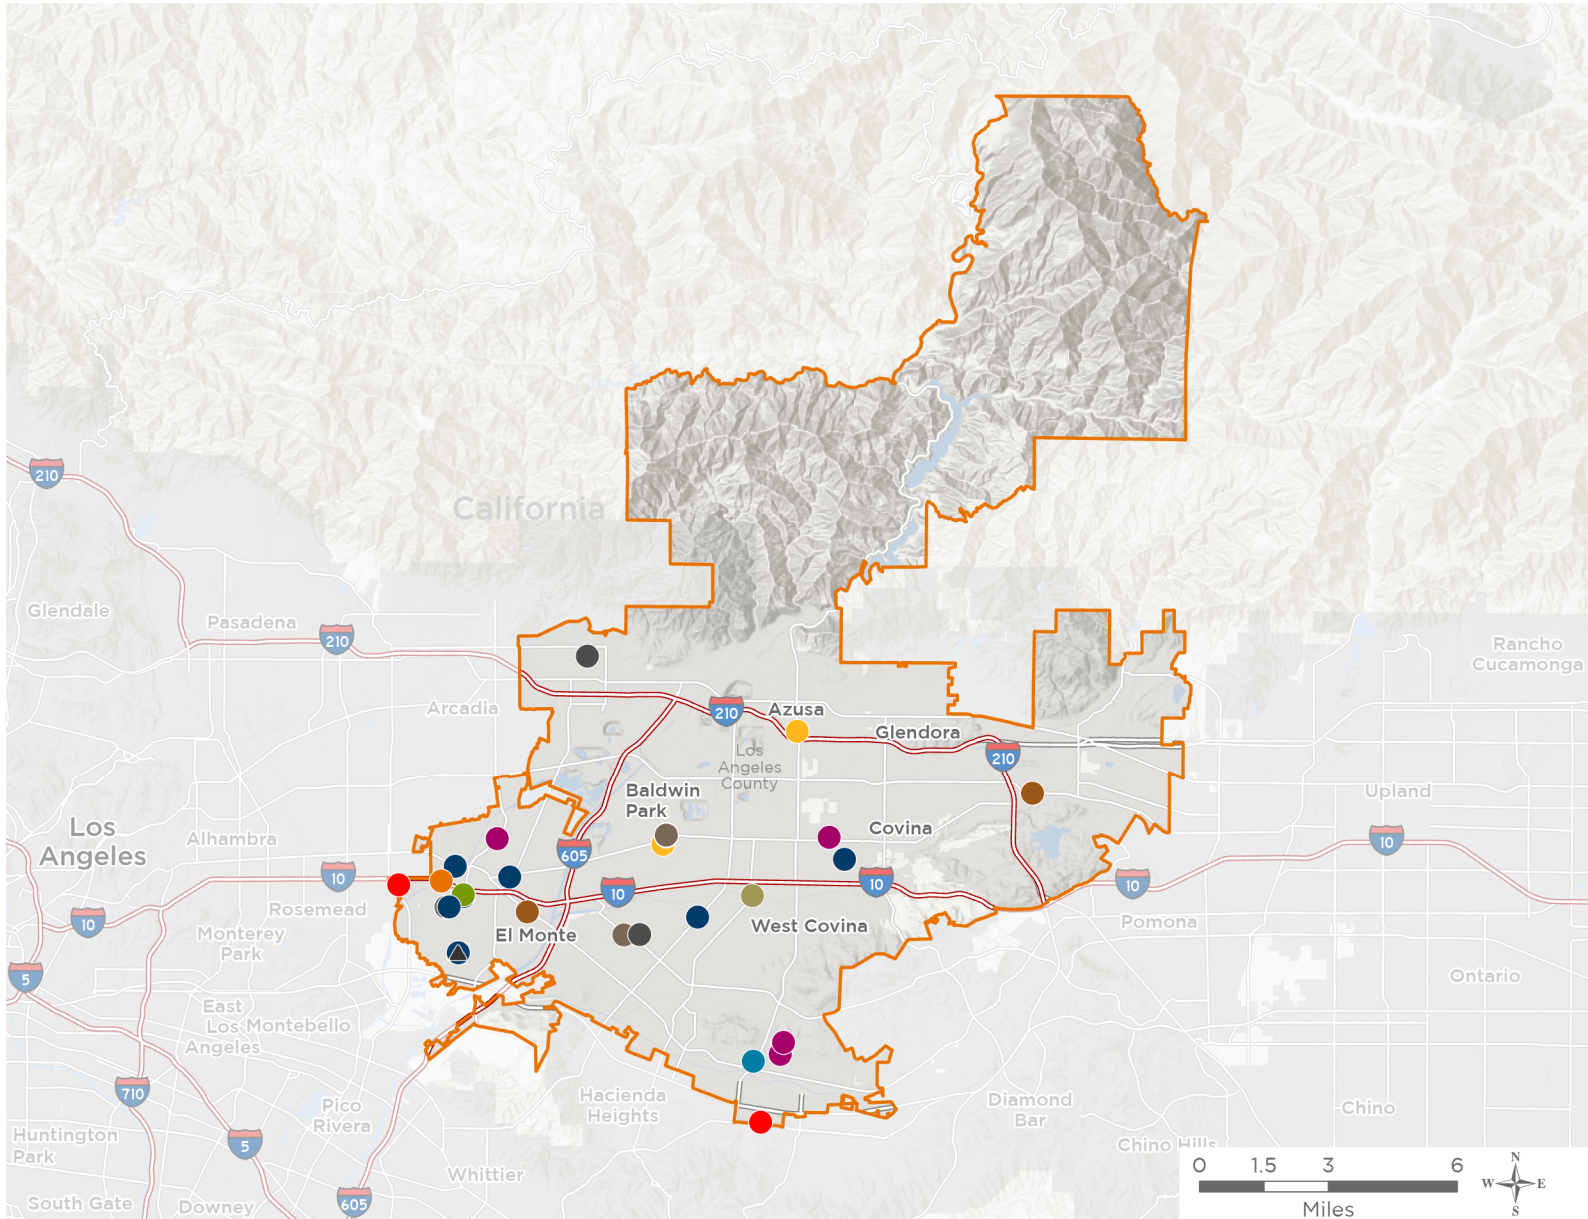 210
California
Glendale
Pasadena
210
Rancho
Cucamonga
Arcadia
210
Azusa
Glendora
210
Los
Angeles
County
Baldwin
Park
Upland
Los
Angeles
Alhambra
Covina
10
605
10
10
10
10
Rosemead
10
Monterey
Park
El Monte
West Covina
Pomona
5
Ontario
East
Los
Angeles
Montebello
710
Pico
Rivera
Hacienda
Heights
Diamond
Bar
Chino
Huntington
Park
5
Chino Hills
Whittier
605
South Gate
Downey
0 1.5 3 6
Miles
N
W E
S